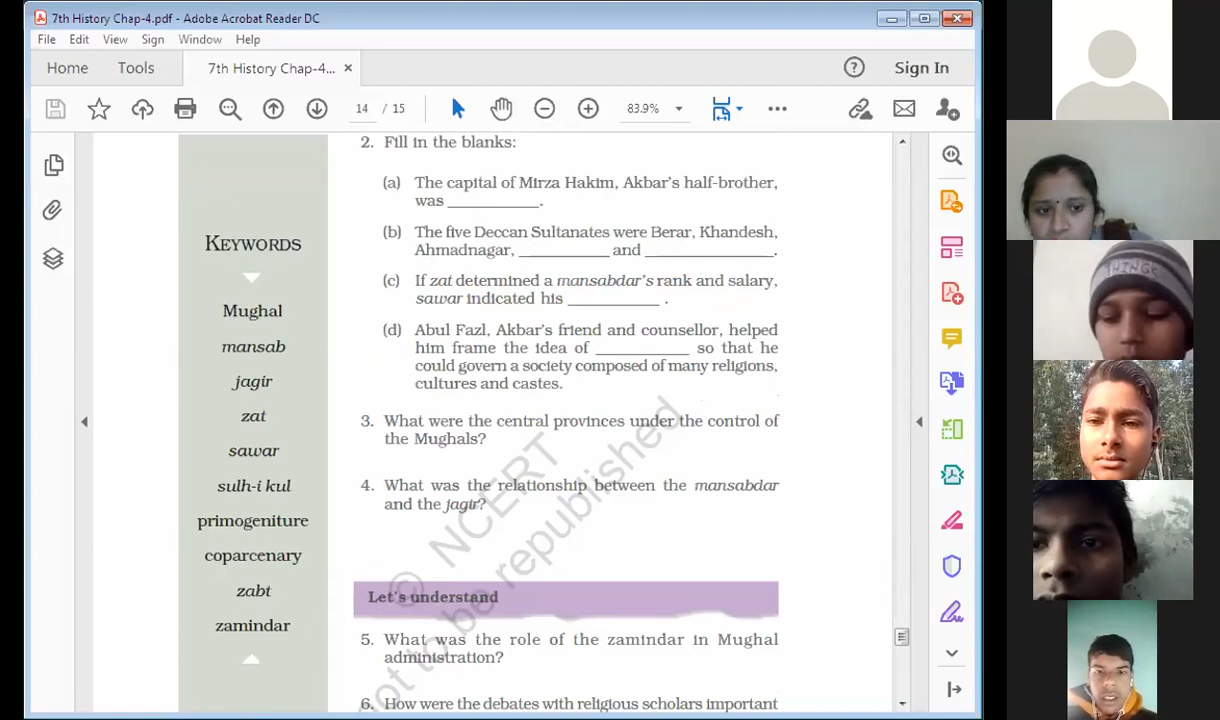 7th History Chap-4.pdf - Adobe Acrobat Reader DC
File Edit View Sign Window Help
Home Tools 7th History Chap-4... × Sign In
14 / 15 83.9%
KEYWORDS
Mughal
mansab
jagir
zat
sawar
sulh-i kul
primogeniture
coparcenary
zabt
zamindar
2. Fill in the blanks:
(a) The capital of Mirza Hakim, Akbar's half-brother,
was __________.
(b) The five Deccan Sultanates were Berar, Khandesh,
Ahmadnagar, __________ and ______________.
(c) If zat determined a mansabdar's rank and salary,
sawar indicated his __________ .
(d) Abul Fazl, Akbar's friend and counsellor, helped
him frame the idea of __________ so that he
could govern a society composed of many religions,
cultures and castes.
3. What were the central provinces under the control of
the Mughals?
4. What was the relationship between the mansabdar
and the jagir?
© NCERT
not to be republished
Let's understand
5. What was the role of the zamindar in Mughal
administration?
6. How were the debates with religious scholars important
THINGS